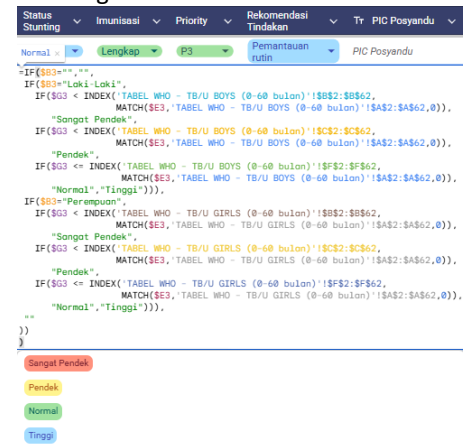 Status Stunting Imunisasi Priority Rekomendasi Tindakan Tr PIC Posyandu
Normal × Lengkap P3 Pemantauan rutin PIC Posyandu
=IF($B3="","",
IF($B3="Laki-Laki",
IF($G3 < INDEX('TABEL WHO - TB/U BOYS (0-60 bulan)'!$B$2:$B$62,
MATCH($E3,'TABEL WHO - TB/U BOYS (0-60 bulan)'!$A$2:$A$62,0)),
"Sangat Pendek",
IF($G3 < INDEX('TABEL WHO - TB/U BOYS (0-60 bulan)'!$C$2:$C$62,
MATCH($E3,'TABEL WHO - TB/U BOYS (0-60 bulan)'!$A$2:$A$62,0)),
"Pendek",
IF($G3 <= INDEX('TABEL WHO - TB/U BOYS (0-60 bulan)'!$F$2:$F$62,
MATCH($E3,'TABEL WHO - TB/U BOYS (0-60 bulan)'!$A$2:$A$62,0)),
"Normal","Tinggi"))),
IF($B3="Perempuan",
IF($G3 < INDEX('TABEL WHO - TB/U GIRLS (0-60 bulan)'!$B$2:$B$62,
MATCH($E3,'TABEL WHO - TB/U GIRLS (0-60 bulan)'!$A$2:$A$62,0)),
"Sangat Pendek",
IF($G3 < INDEX('TABEL WHO - TB/U GIRLS (0-60 bulan)'!$C$2:$C$62,
MATCH($E3,'TABEL WHO - TB/U GIRLS (0-60 bulan)'!$A$2:$A$62,0)),
"Pendek",
IF($G3 <= INDEX('TABEL WHO - TB/U GIRLS (0-60 bulan)'!$F$2:$F$62,
MATCH($E3,'TABEL WHO - TB/U GIRLS (0-60 bulan)'!$A$2:$A$62,0)),
"Normal","Tinggi"))),
""
))
)
Sangat Pendek
Pendek
Normal
Tinggi